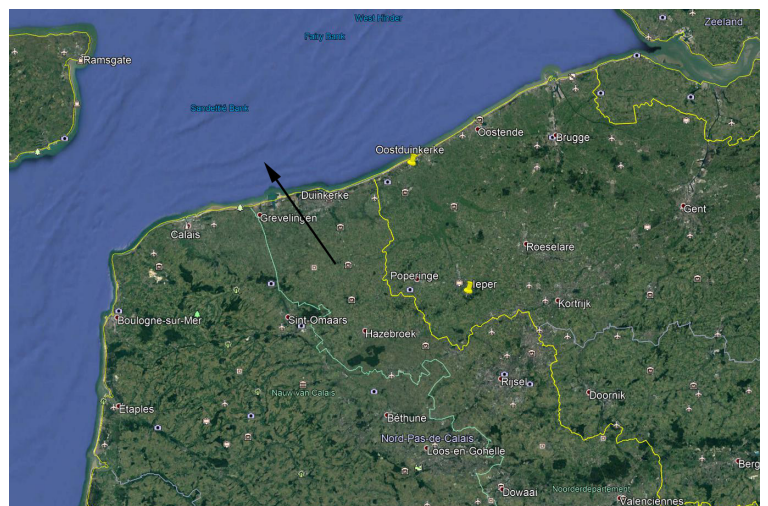 West Hinder
Zeeland
Fairy Bank
Ramsgate
Sandettié Bank
Oostende
Brugge
Oostduinkerke
Duinkerke
Gent
Grevelingen
Calais
Roeselare
Poperinge
Ieper
Kortrijk
Boulogne-sur-Mer
Sint-Omaars
Hazebroek
Rijsel
Nauw van Calais
Doornik
Étaples
Béthune
Nord-Pas-de-Calais
Loos-en-Gohelle
Berg
Dowaai
Noorderdepartement
Valenciennes